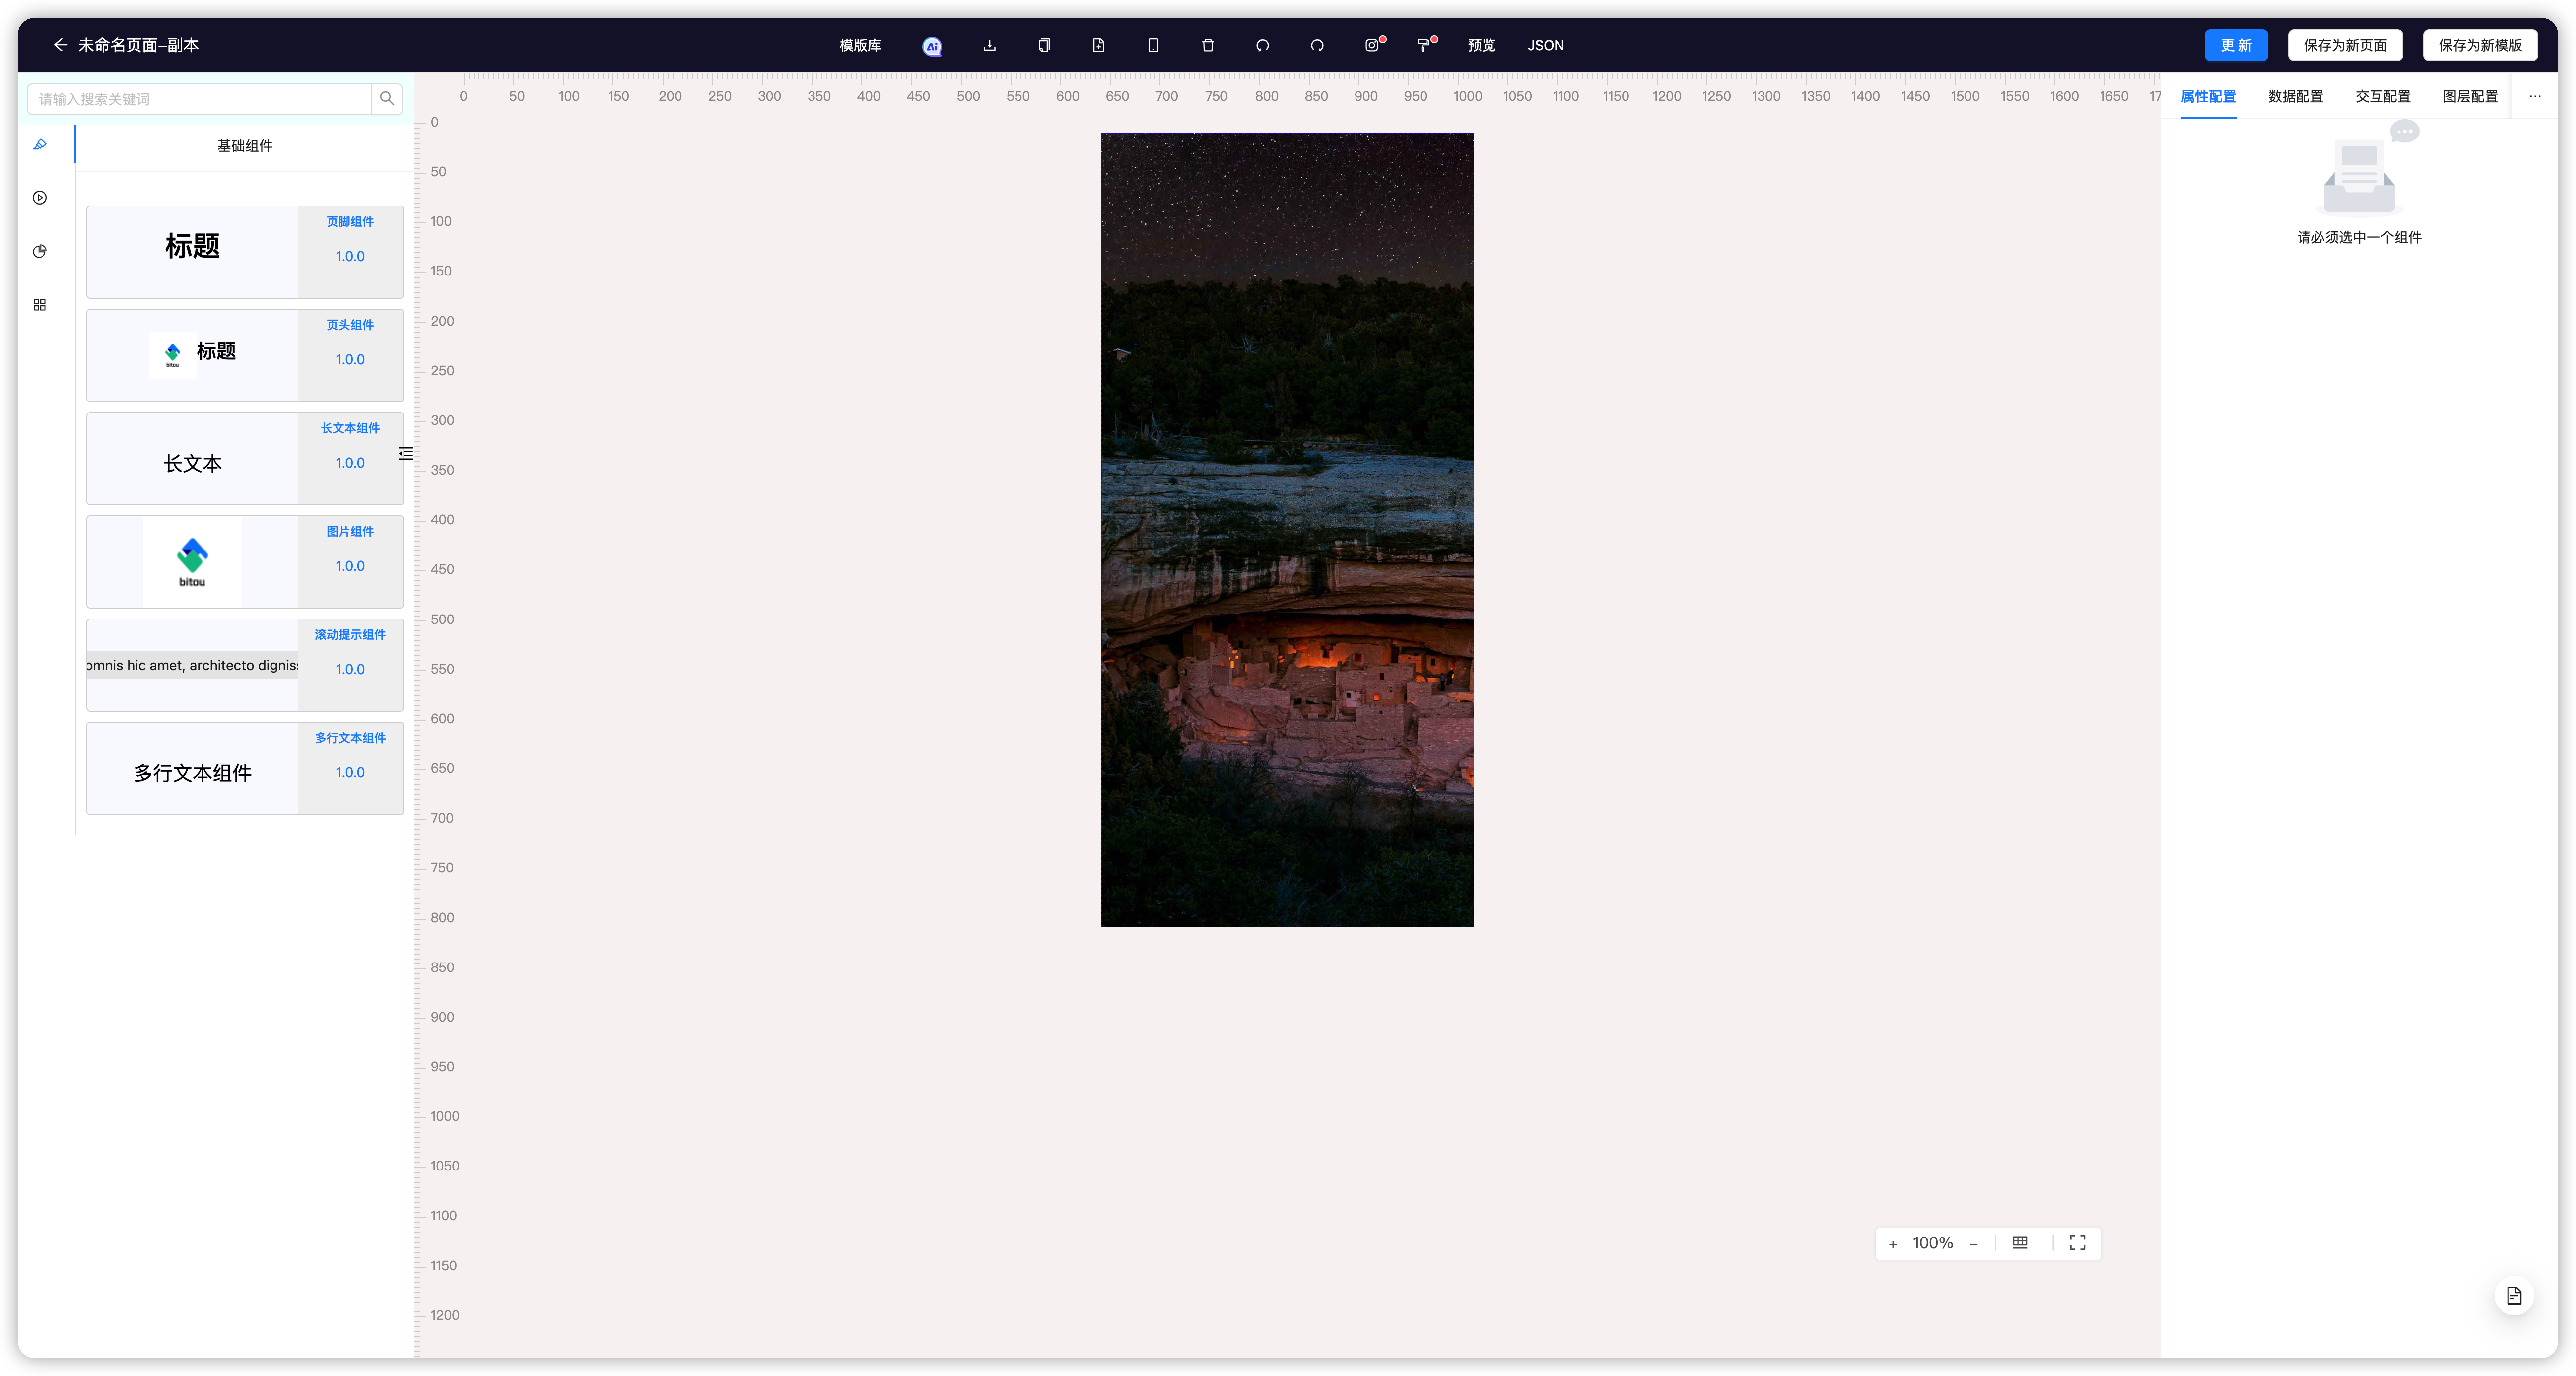 未命名页面-副本
模版库
Ai
预览
JSON
更 新
保存为新页面
保存为新模版
请输入搜索关键词
基础组件
标题
页脚组件
1.0.0
bitou
标题
页头组件
1.0.0
长文本
长文本组件
1.0.0
bitou
图片组件
1.0.0
omnis hic amet, architecto digniss
滚动提示组件
1.0.0
多行文本组件
多行文本组件
1.0.0
0 50 100 150 200 250 300 350 400 450 500 550 600 650 700 750 800 850 900 950 1000 1050 1100 1150 1200 1250 1300 1350 1400 1450 1500 1550 1600 1650 17
0
50
100
150
200
250
300
350
400
450
500
550
600
650
700
750
800
850
900
950
1000
1050
1100
1150
1200
+ 100% -
属性配置 数据配置 交互配置 图层配置 ···
请必须选中一个组件